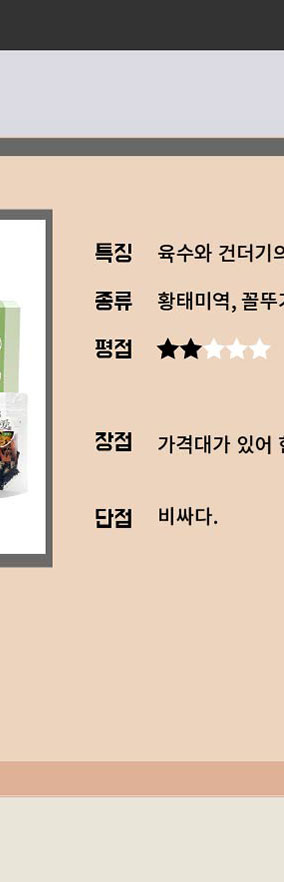 특징 육수와 건더기의
종류 황태미역, 꼴뚜기
평점 ★★★★★
장점 가격대가 있어
단점 비싸다.